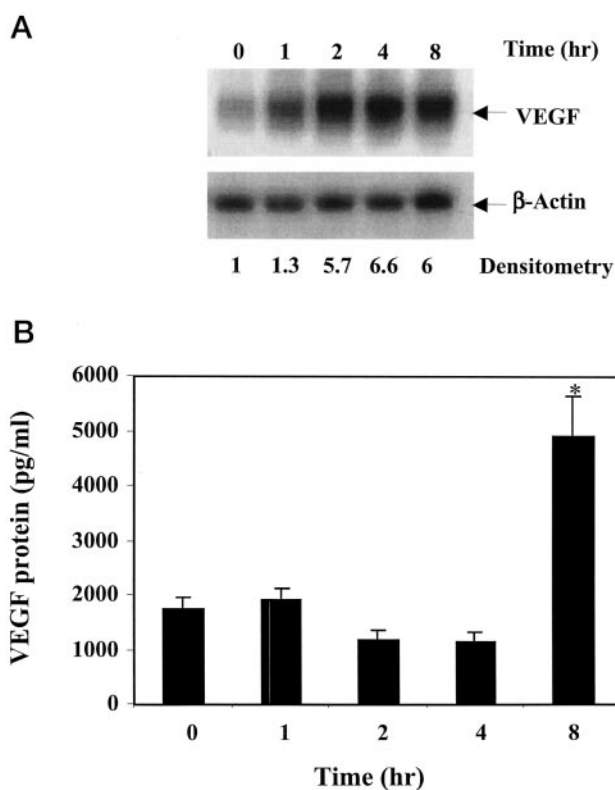 A
0 1 2 4 8 Time (hr)
VEGF
β-Actin
1 1.3 5.7 6.6 6 Densitometry
B
6000
5000
4000
3000
2000
1000
0
VEGF protein (pg/ml)
*
0 1 2 4 8
Time (hr)